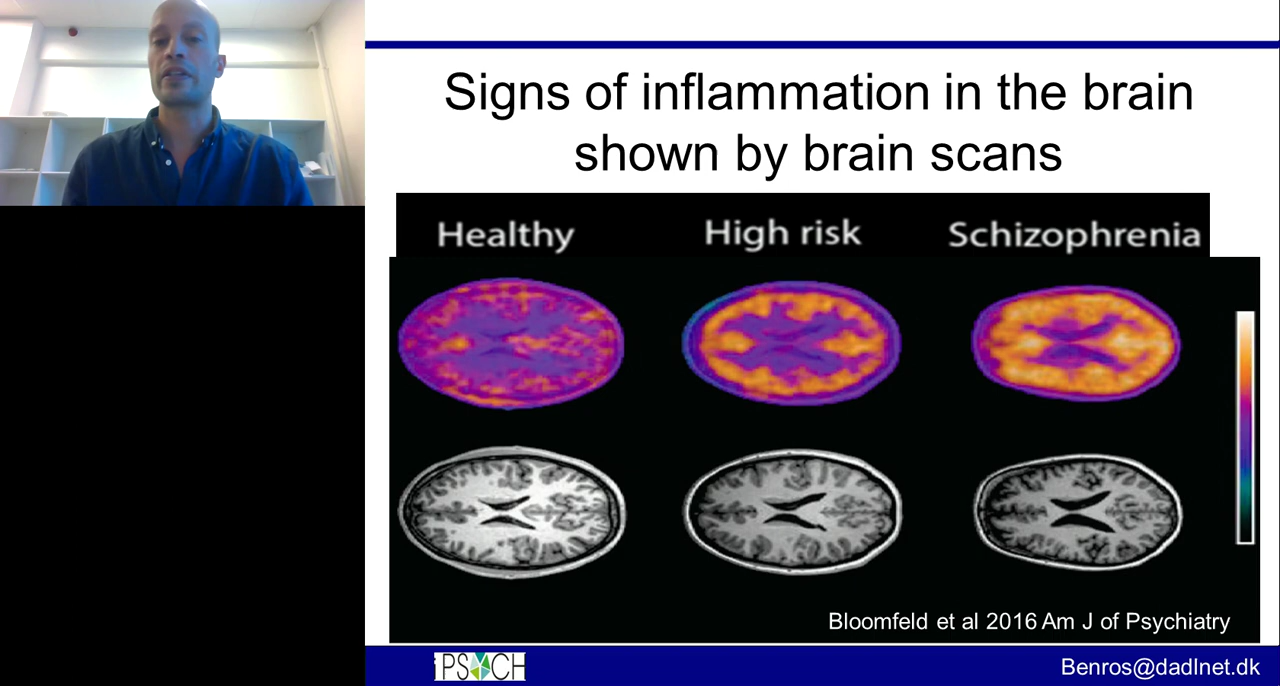 Signs of inflammation in the brain
shown by brain scans
Healthy High risk Schizophrenia
Bloomfeld et al 2016 Am J of Psychiatry
iPSYCH
Benros@dadlnet.dk